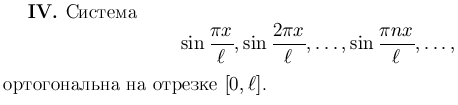 IV. Система
sin πx/ℓ, sin 2πx/ℓ, …, sin πnx/ℓ, …,
ортогональна на отрезке [0, ℓ].